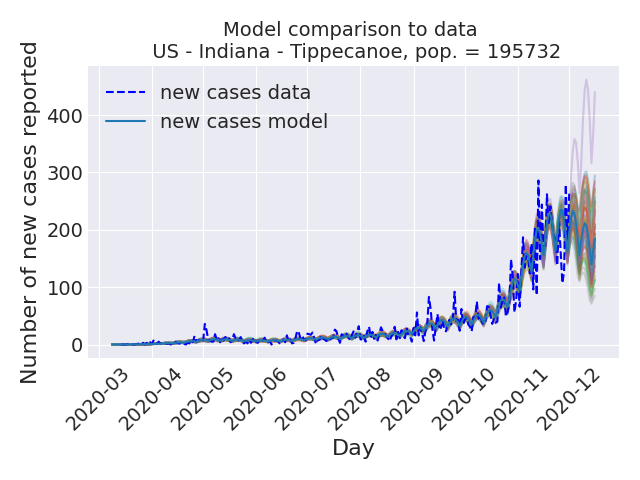 Model comparison to data
US - Indiana - Tippecanoe, pop. = 195732
Number of new cases reported
new cases data
new cases model
400
300
200
100
0
2020-03
2020-04
2020-05
2020-06
2020-07
2020-08
2020-09
2020-10
2020-11
2020-12
Day